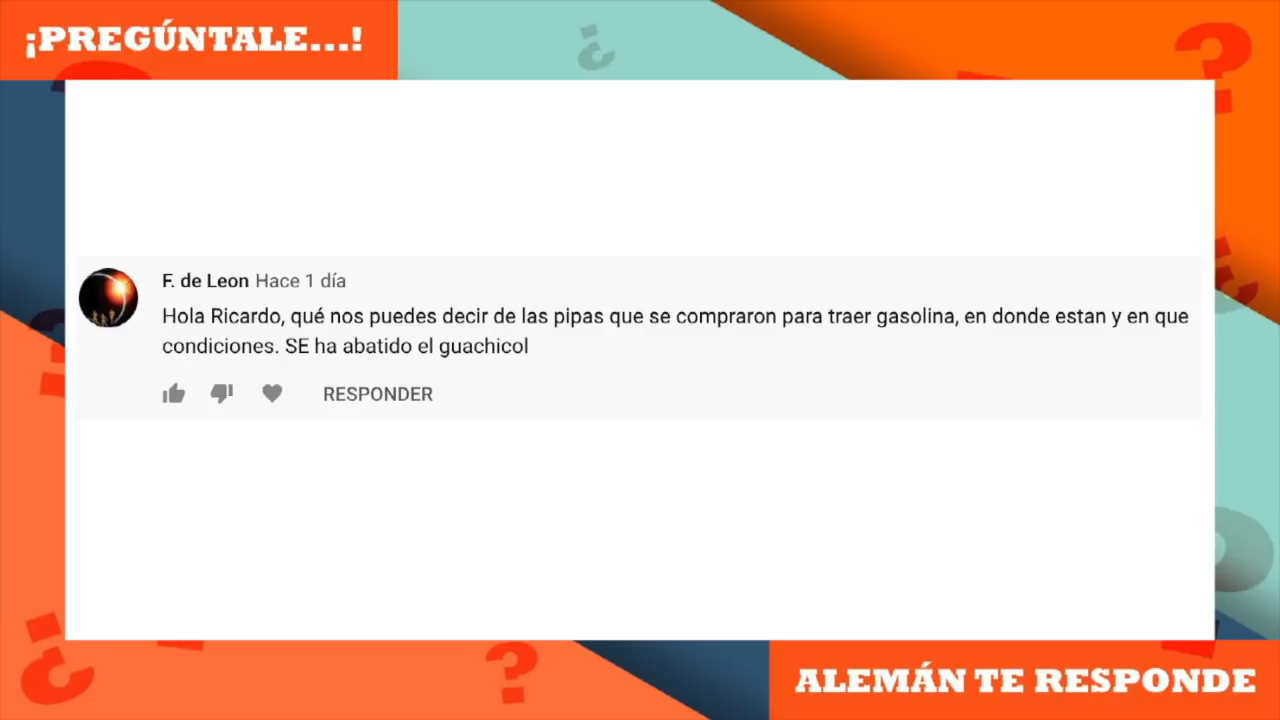 ¡PREGÚNTALE...!
F. de Leon Hace 1 día
Hola Ricardo, qué nos puedes decir de las pipas que se compraron para traer gasolina, en donde estan y en que
condiciones. SE ha abatido el guachicol
RESPONDER
ALEMÁN TE RESPONDE